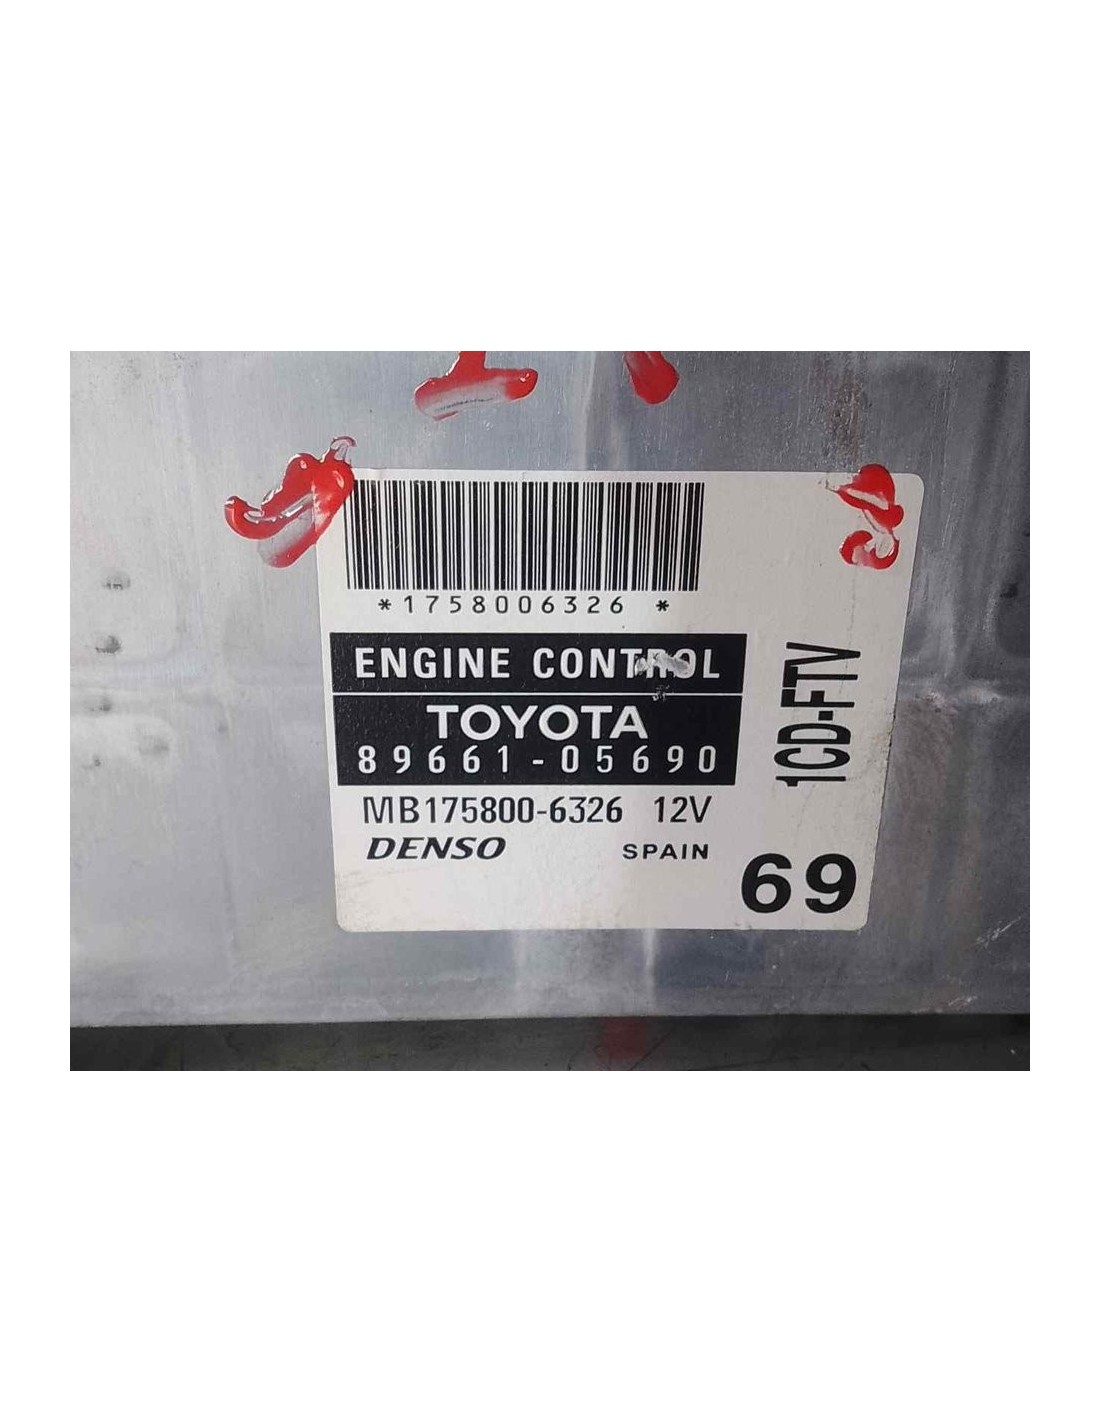 *1758006326 *
ENGINE CONTROL
TOYOTA
89661-05690
MB175800-6326 12V
DENSO SPAIN
1CD-FTV
69